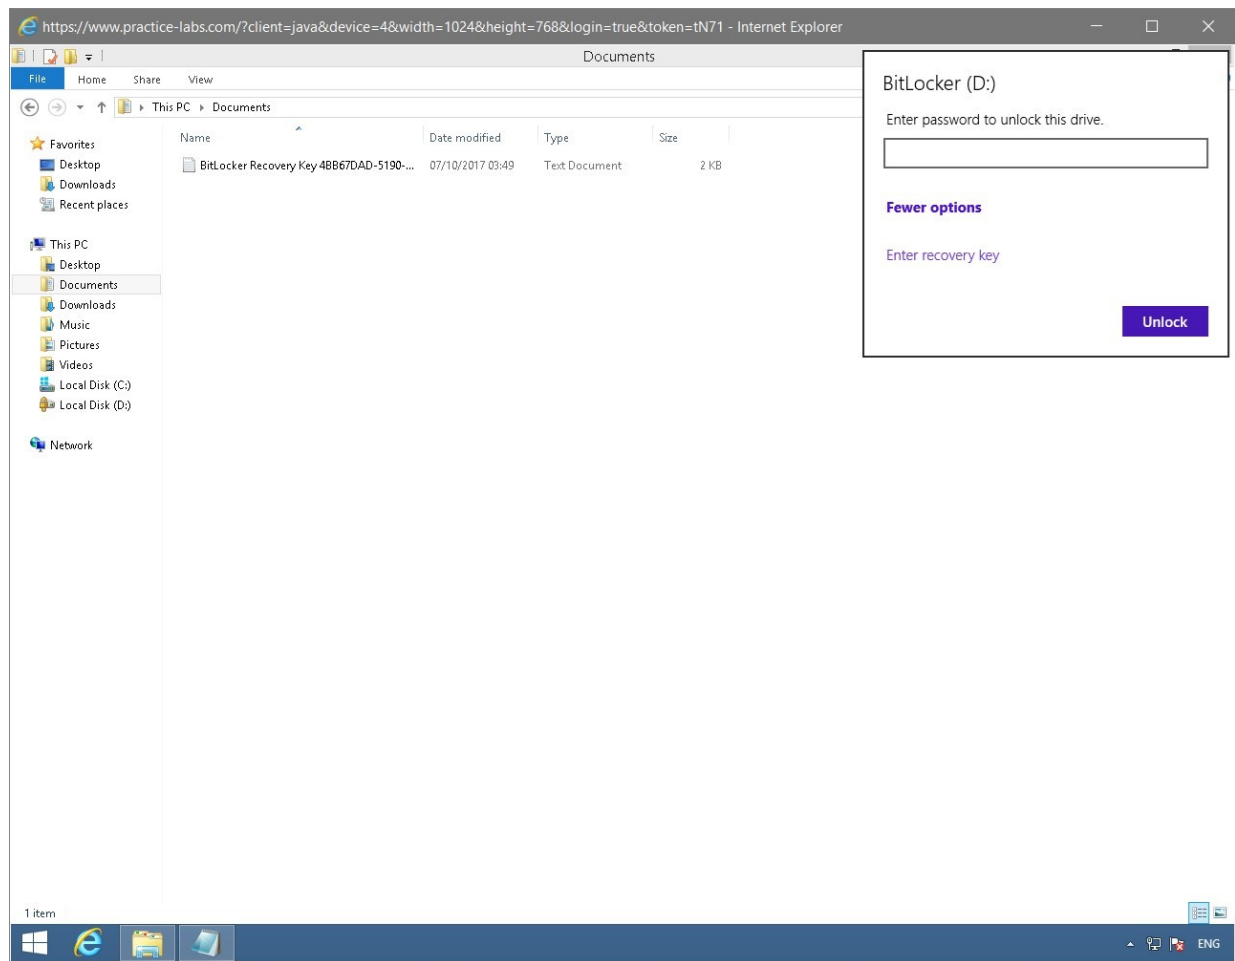 https://www.practice-labs.com/?client=java&device=4&width=1024&height=768&login=true&token=tN71 - Internet Explorer
Documents
File Home Share View
This PC Documents
Favorites
Desktop
Downloads
Recent places
This PC
Desktop
Documents
Downloads
Music
Pictures
Videos
Local Disk (C:)
Local Disk (D:)
Network
Name Date modified Type Size
BitLocker Recovery Key 4BB67DAD-5190-... 07/10/2017 03:49 Text Document 2 KB
BitLocker (D:)
Enter password to unlock this drive.
Fewer options
Enter recovery key
Unlock
1 item
ENG